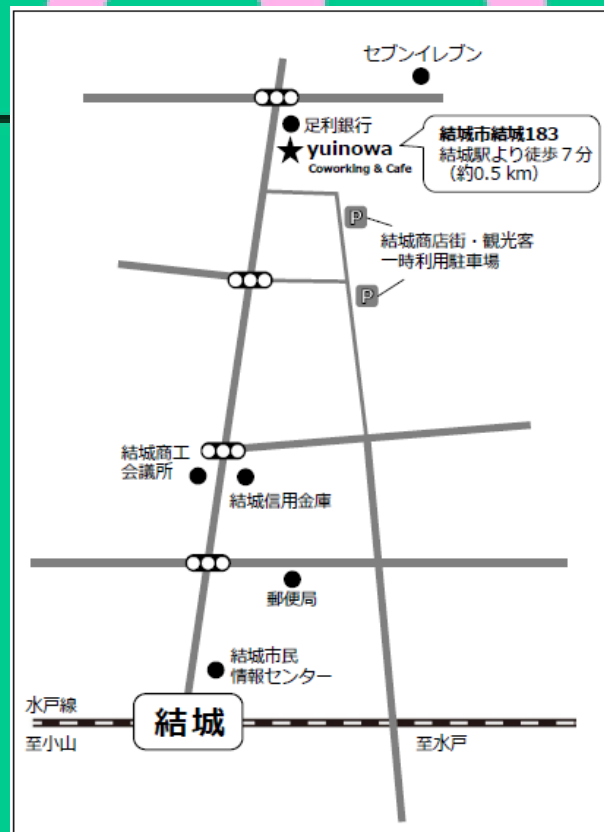 セブンイレブン
足利銀行
yuinowa
Coworking & Cafe
結城市結城183
結城駅より徒歩７分
（約0.5 km）
P
結城商店街・観光客
一時利用駐車場
P
結城商工
会議所
結城信用金庫
郵便局
結城市民
情報センター
水戸線
結城
至小山
至水戸